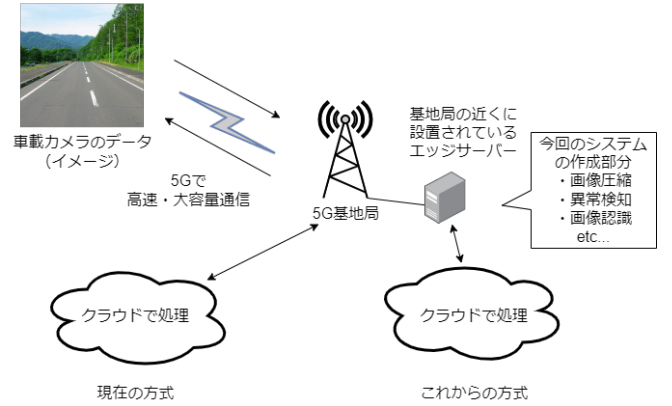 車載カメラのデータ
（イメージ）
5Gで
高速・大容量通信
5G基地局
基地局の近くに
設置されている
エッジサーバー
今回のシステム
の作成部分
・画像圧縮
・異常検知
・画像認識
etc...
クラウドで処理
クラウドで処理
現在の方式
これからの方式